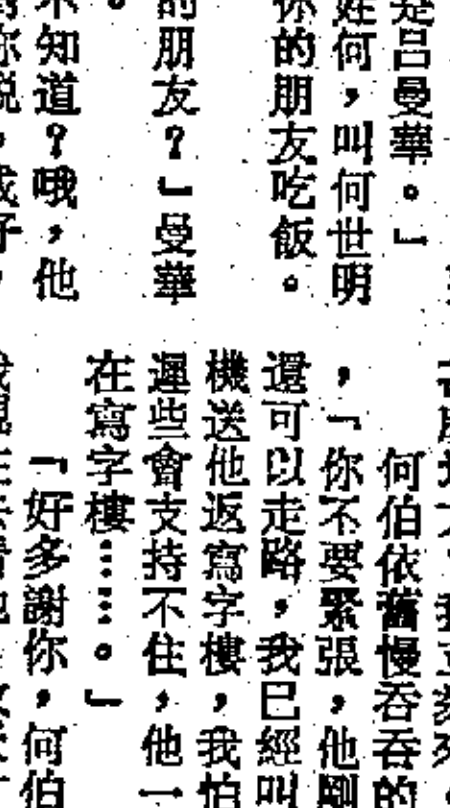 是呂曼華。」
姓何，叫何世明
你的朋友吃飯。
的朋友？」曼華
。
不知道？哦，他
何伯依舊慢吞吞的
，「你不要緊張，他剛
還可以走路，我已經叫
機送他返寫字樓，我怕
遲些會支持不住，他一
在寫字樓……。」
「好多謝你，何伯